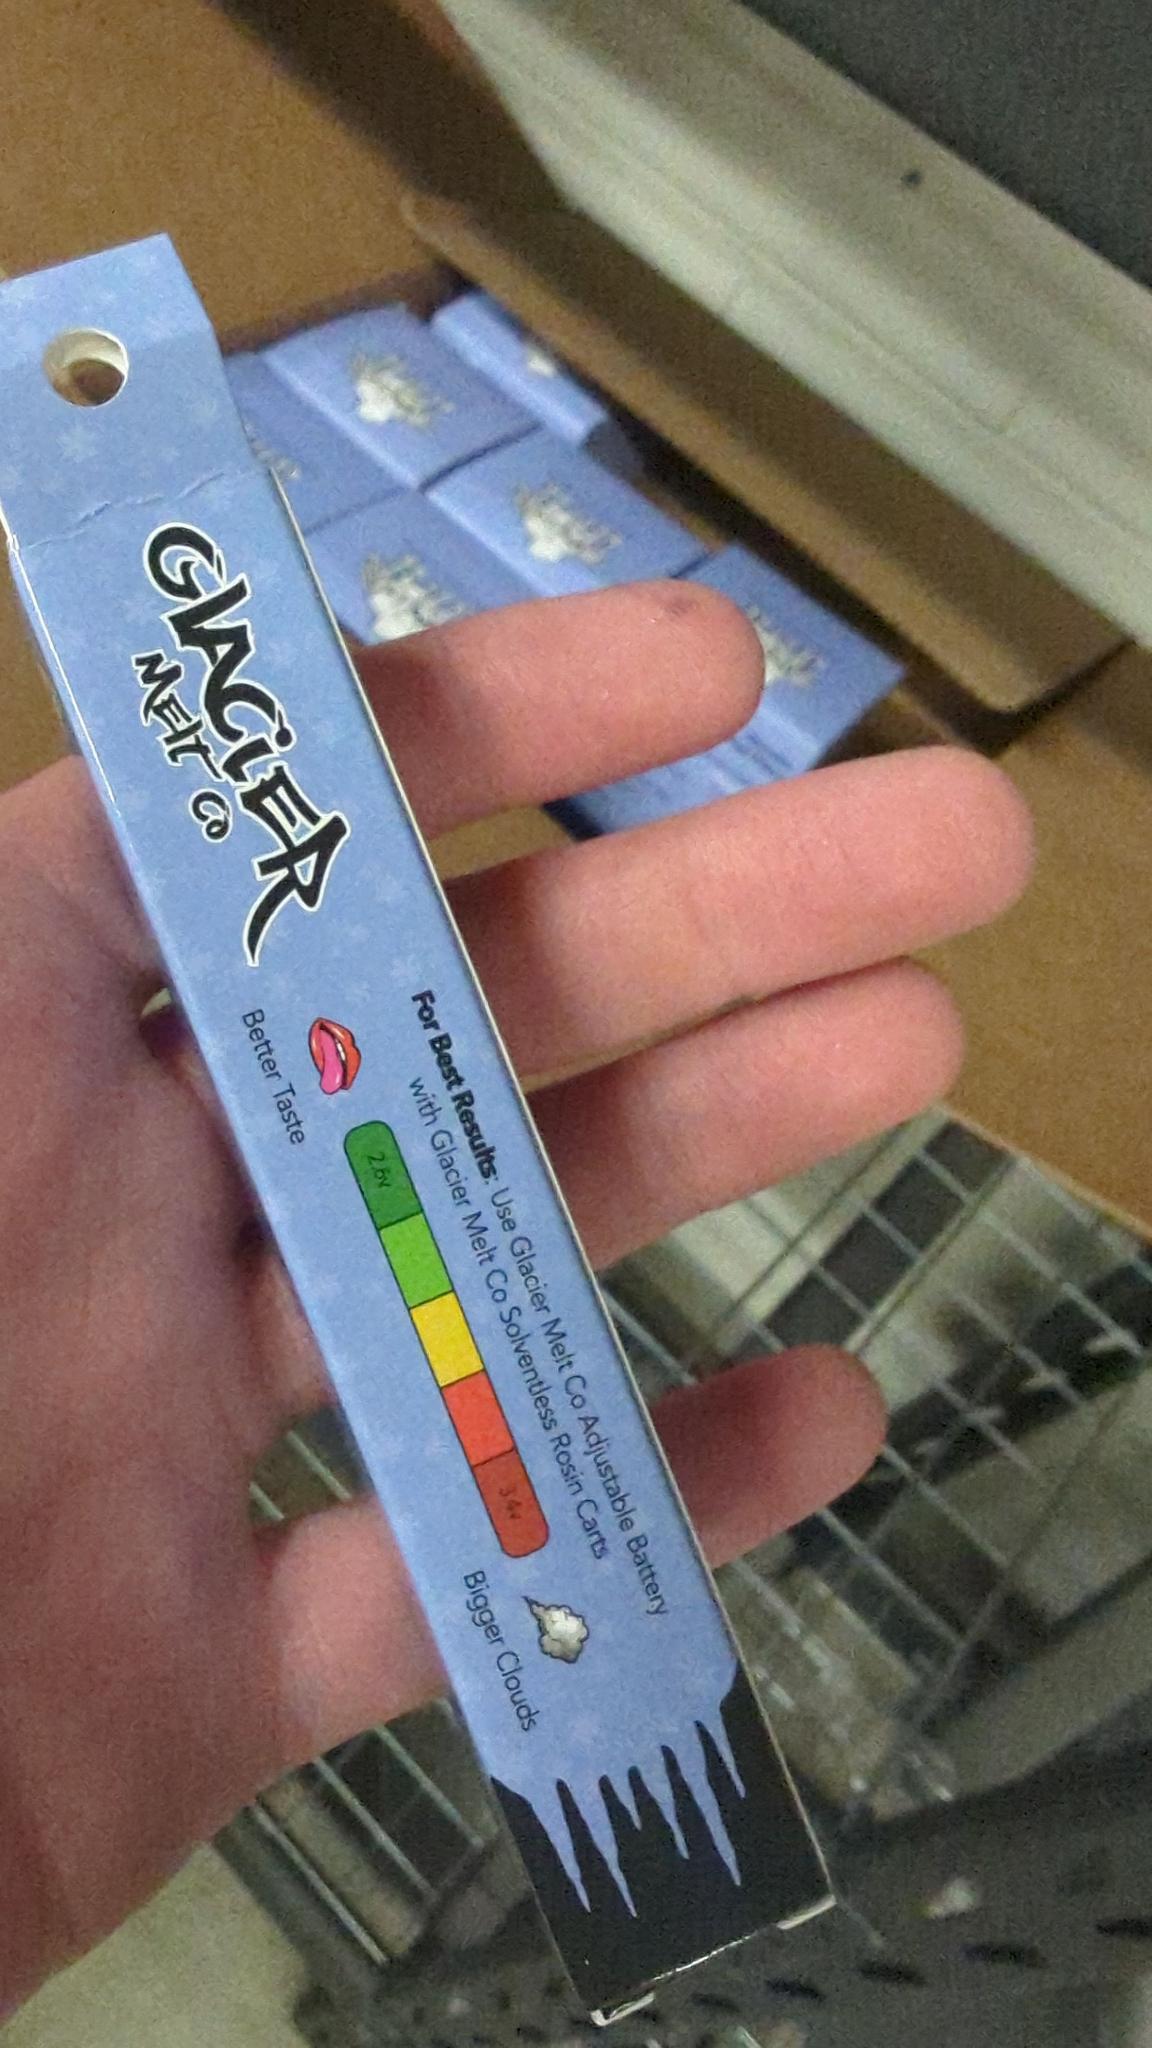 GLACiER
MElt Co
For Best Results: Use Glacier Melt Co Adjustable Battery
with Glacier Melt Co Solventless Rosin Carts
2.6v
3.4v
Better Taste
Bigger Clouds